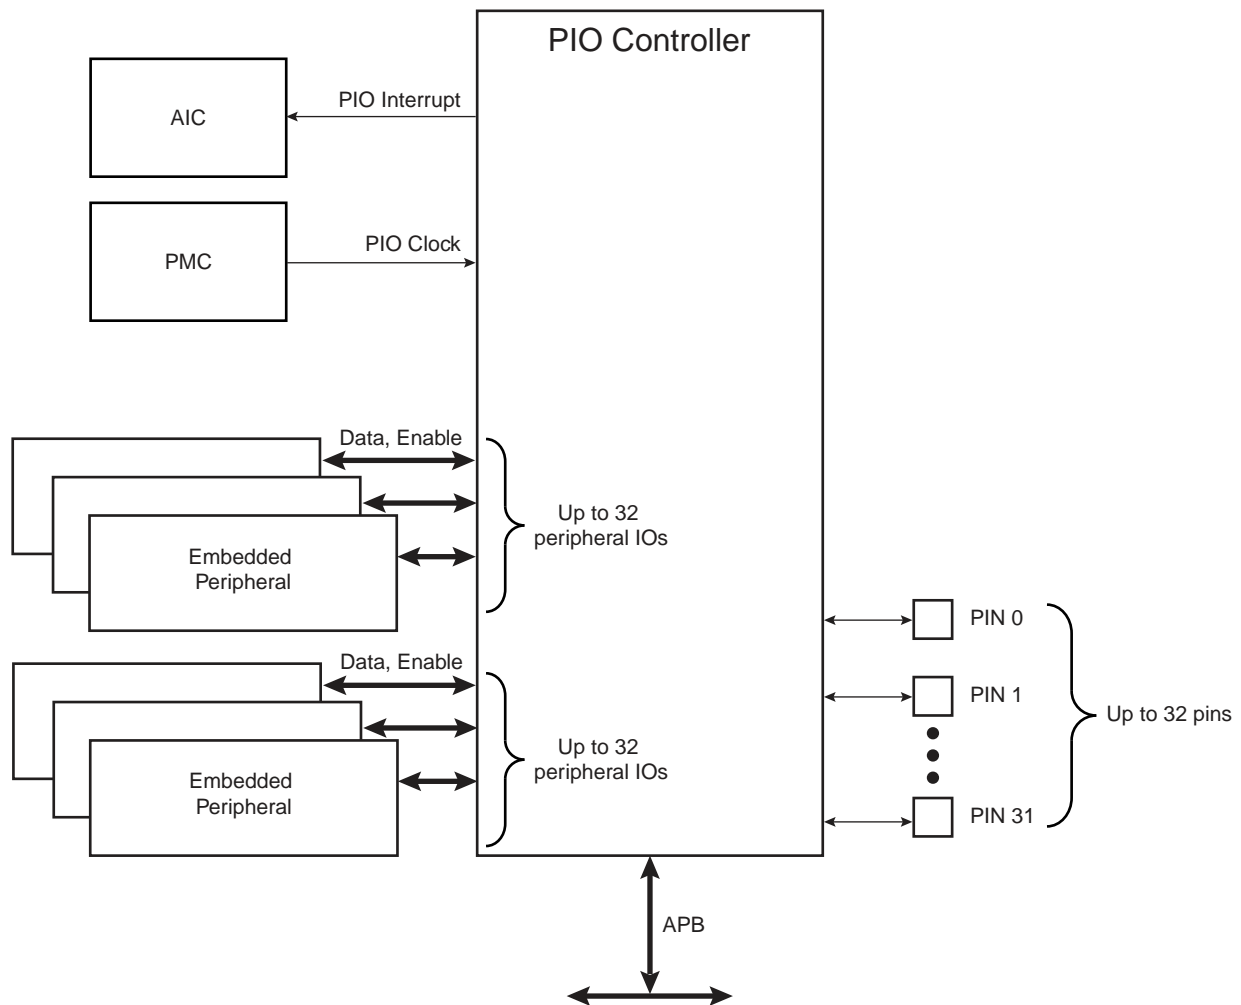 PIO Controller
AIC
PIO Interrupt
PMC
PIO Clock
Data, Enable
Up to 32
peripheral IOs
Embedded
Peripheral
Data, Enable
Up to 32
peripheral IOs
Embedded
Peripheral
PIN 0
PIN 1
Up to 32 pins
PIN 31
APB